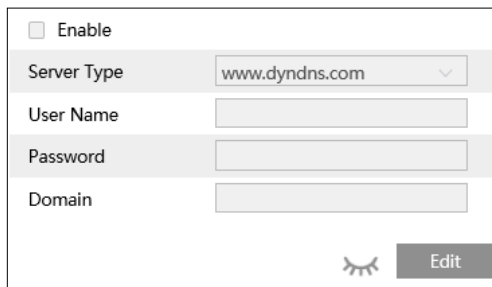 Enable
Server Type www.dyndns.com
User Name
Password
Domain
Edit